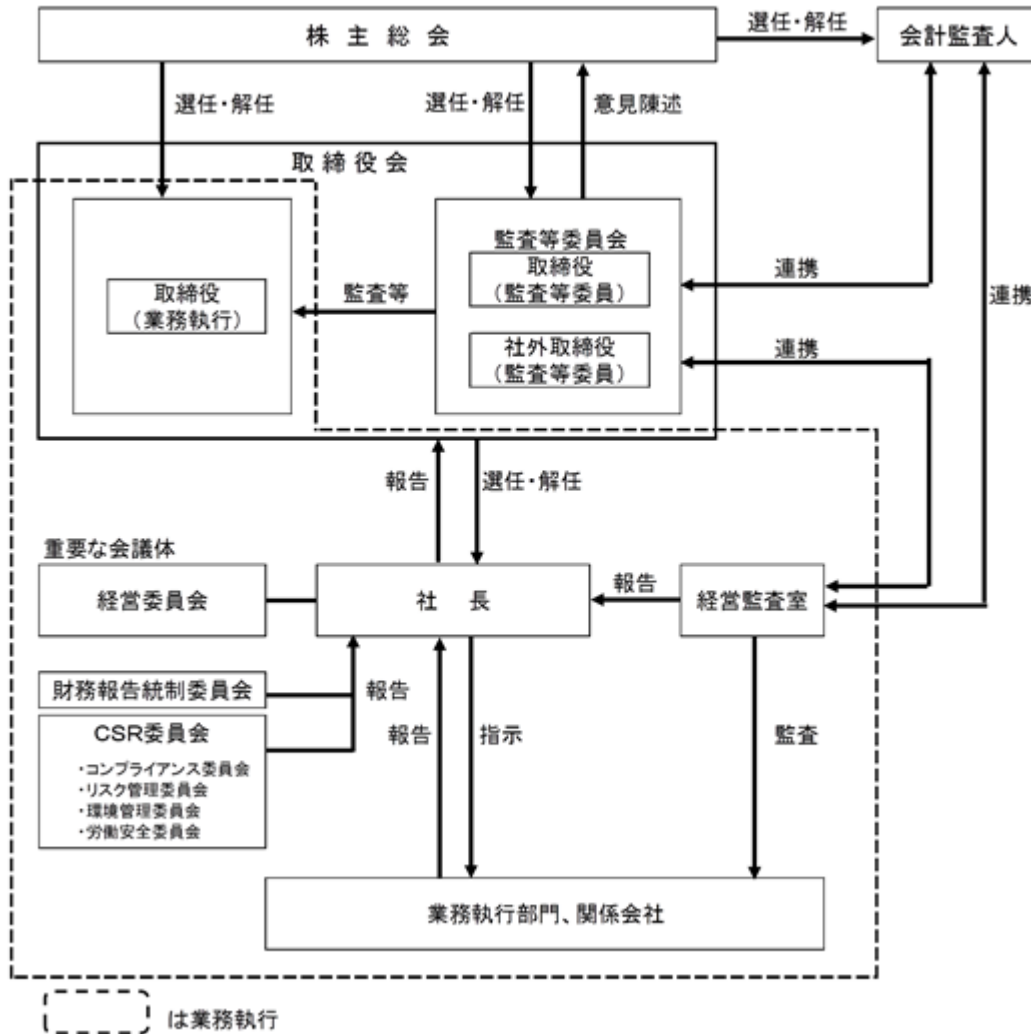 株主総会
選任・解任
会計監査人
選任・解任
選任・解任
意見陳述
取締役会
監査等委員会
取締役
（監査等委員）
社外取締役
（監査等委員）
取締役
（業務執行）
監査等
連携
連携
連携
報告
選任・解任
重要な会議体
経営委員会
社長
報告
経営監査室
財務報告統制委員会
報告
CSR委員会
・コンプライアンス委員会
・リスク管理委員会
・環境管理委員会
・労働安全委員会
報告
指示
監査
業務執行部門、関係会社
は業務執行